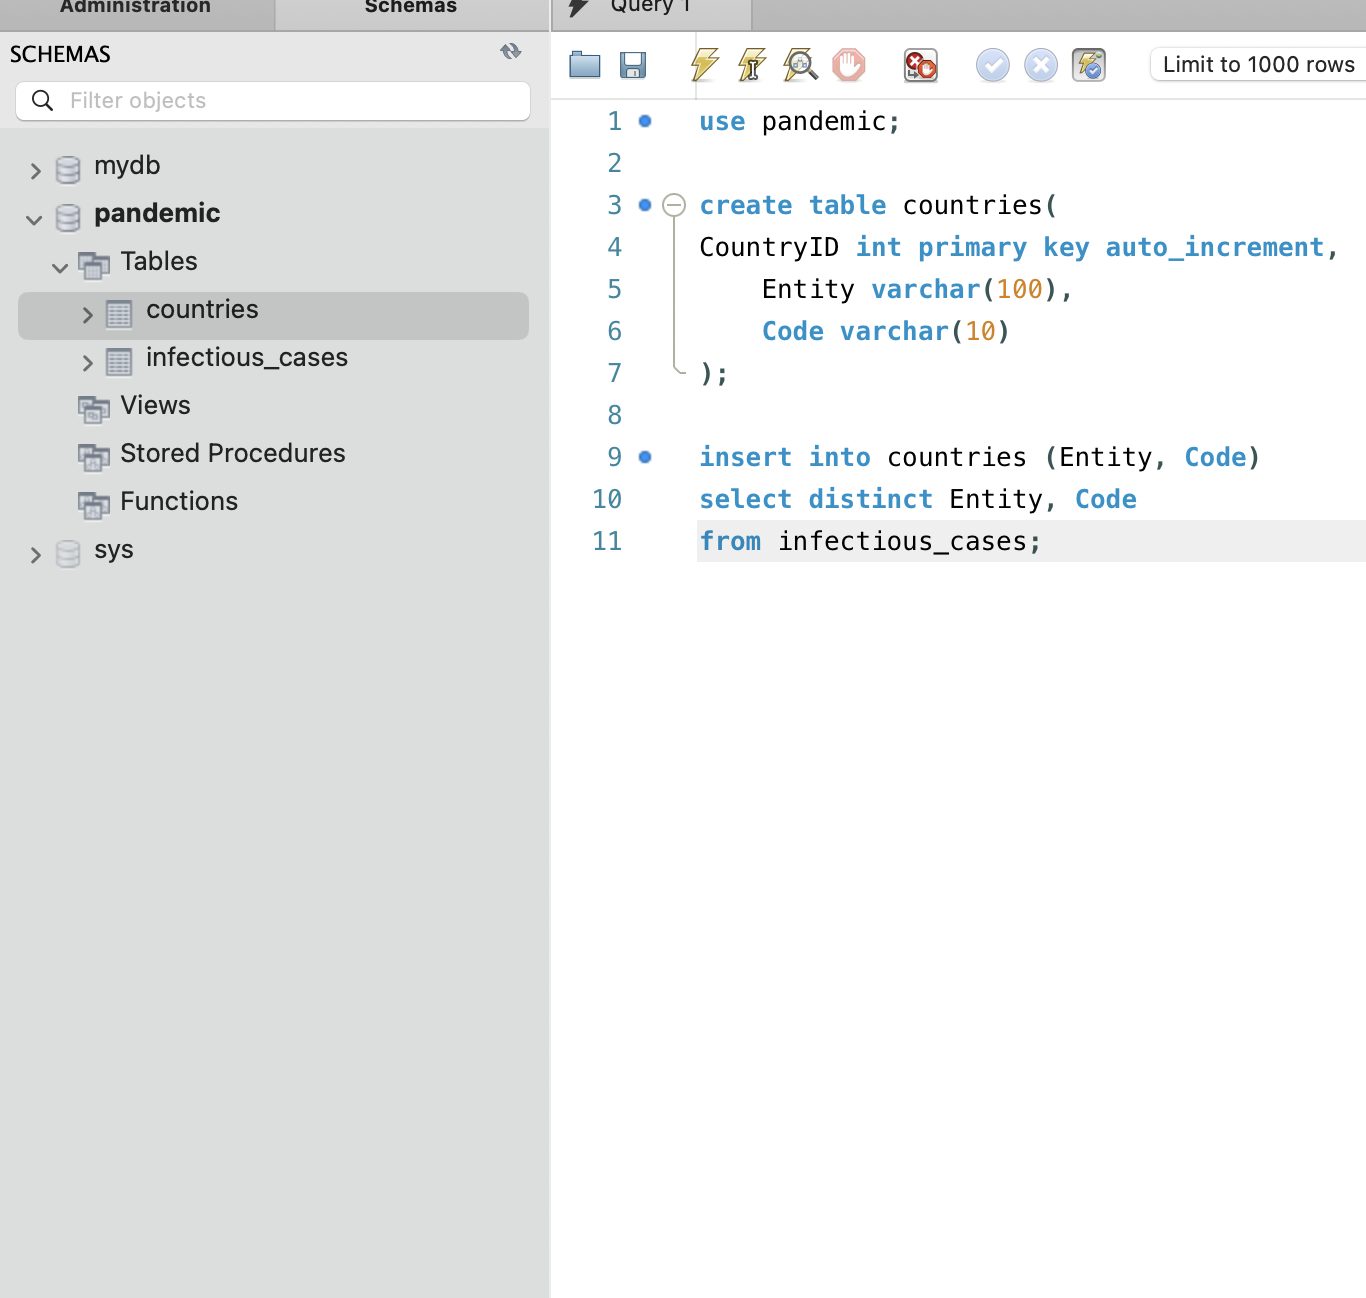 Administration
Schemas
Query 1
SCHEMAS
Filter objects
Limit to 1000 rows
mydb
pandemic
Tables
countries
infectious_cases
Views
Stored Procedures
Functions
sys
1 use pandemic;
2
3 create table countries(
4 CountryID int primary key auto_increment,
5 Entity varchar(100),
6 Code varchar(10)
7 );
8
9 insert into countries (Entity, Code)
10 select distinct Entity, Code
11 from infectious_cases;